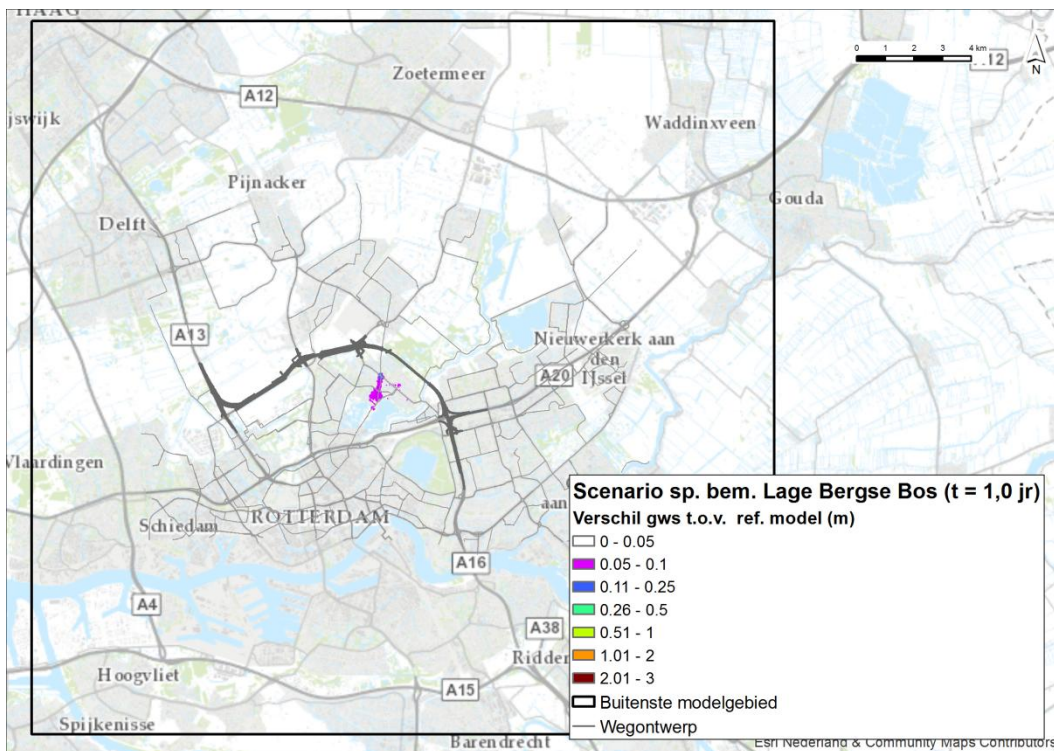 HAAG
0 1 2 3 4 km
A12
N
Zoetermeer
A12
ijswijk
Waddinxveen
Pijnacker
Gouda
Delft
A13
Nieuwerkerk aan
den
IJssel
A20
Vlaardingen
Scenario sp. bem. Lage Bergse Bos (t = 1,0 jr)
aan
Verschil gws t.o.v. ref. model (m)
Schiedam
ROTTERDAM
0 - 0.05
0.05 - 0.1
A16
0.11 - 0.25
A4
0.26 - 0.5
A38
0.51 - 1
Ridder
1.01 - 2
Hoogvliet
A15
2.01 - 3
Buitenste modelgebied
Spijkenisse
Wegontwerp
Barendrecht
Esri Nederland & Community Maps Contributors